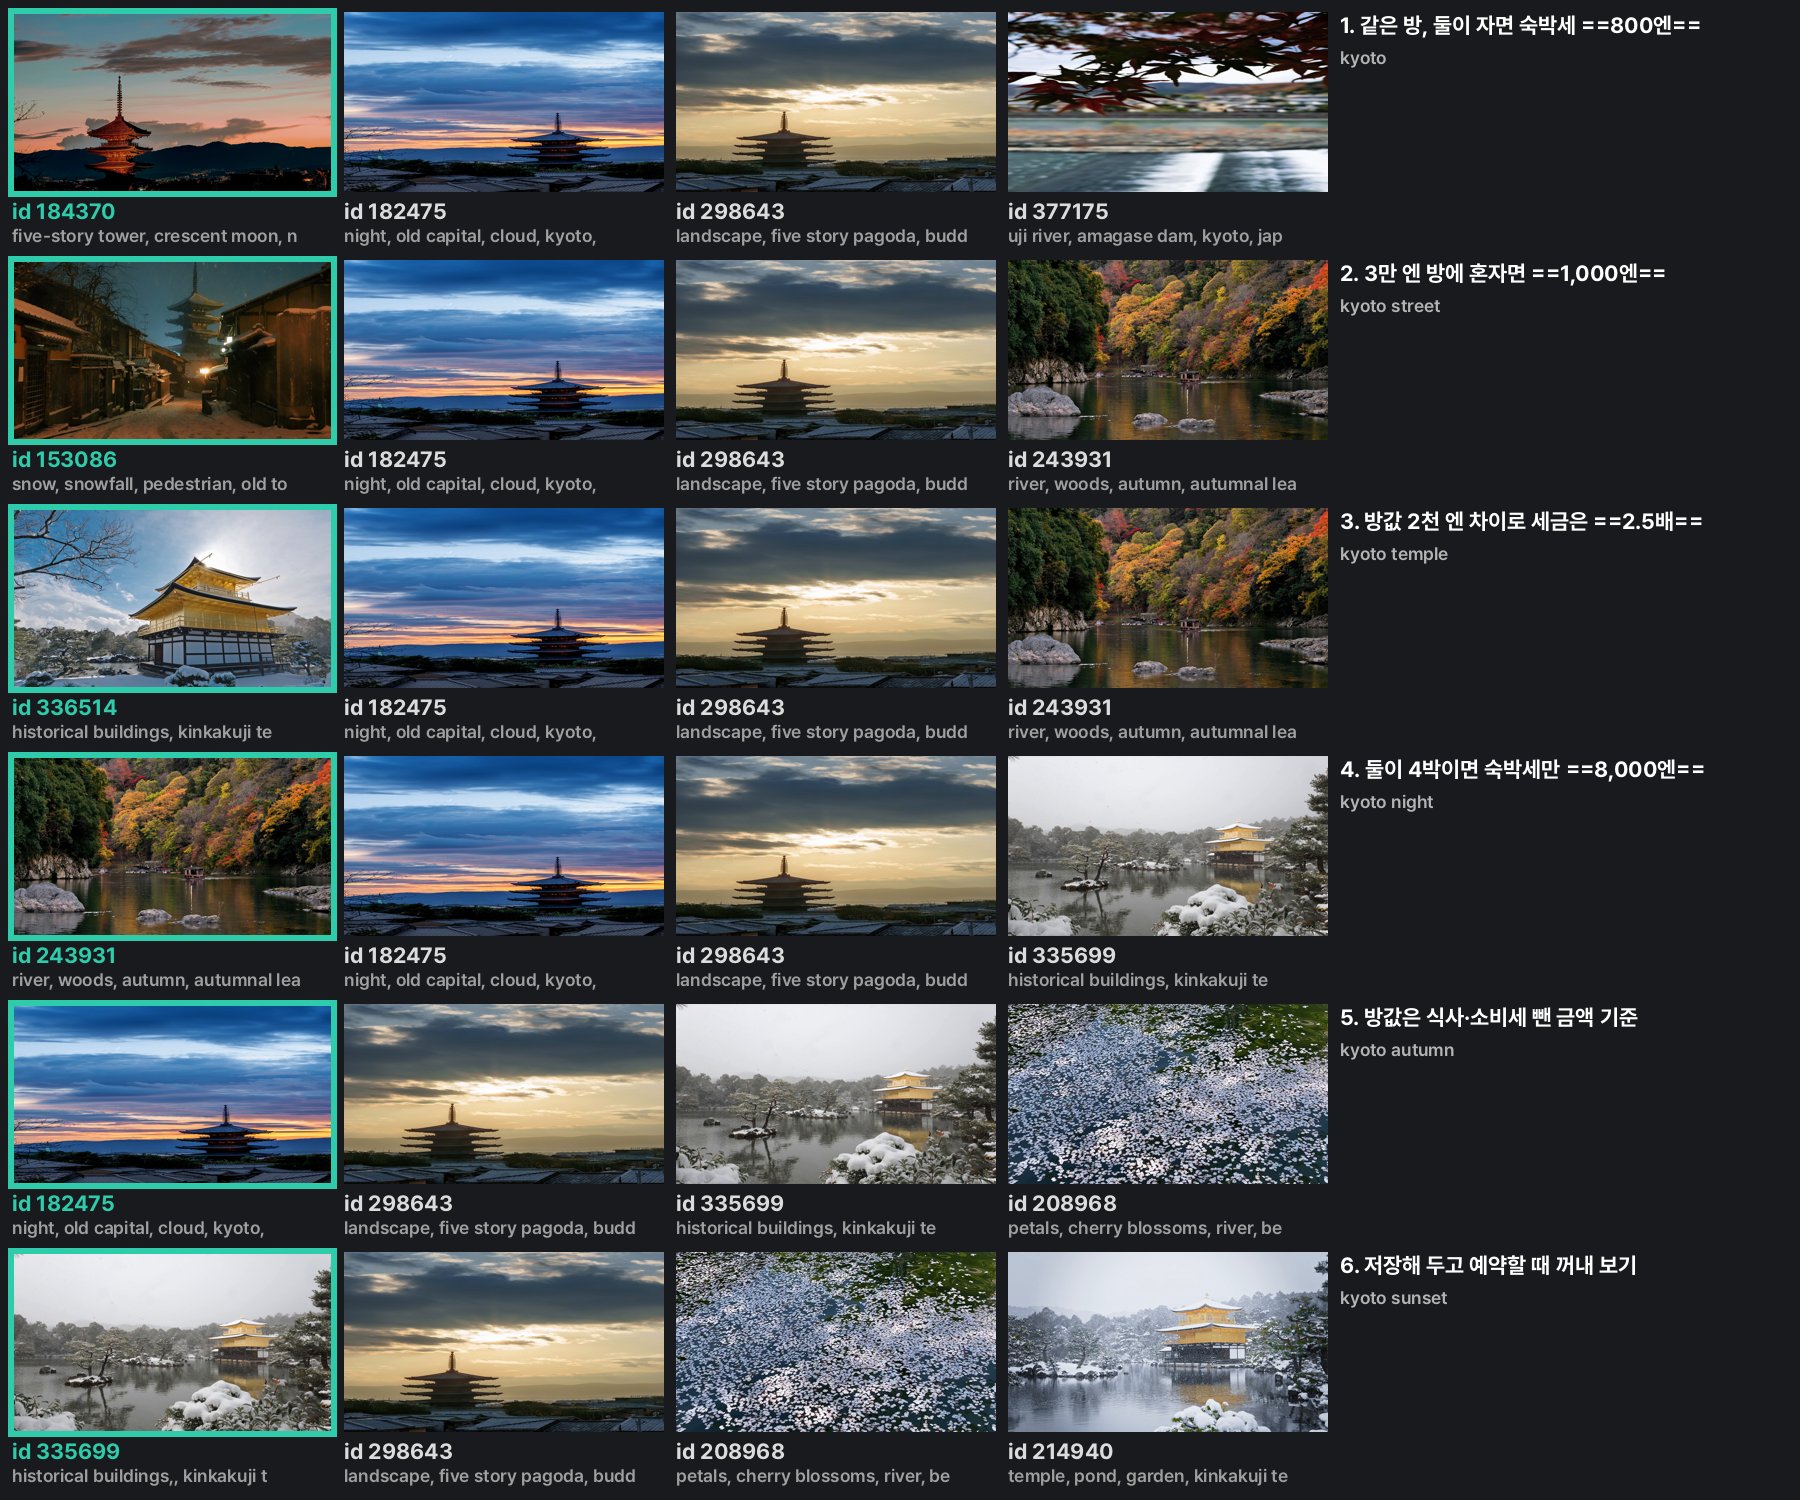 1. 같은 방, 둘이 자면 숙박세 ==800엔==
kyoto
id 184370
five-story tower, crescent moon, n
id 182475
night, old capital, cloud, kyoto,
id 298643
landscape, five story pagoda, budd
id 377175
uji river, amagase dam, kyoto, jap
2. 3만 엔 방에 혼자면 ==1,000엔==
kyoto street
id 153086
snow, snowfall, pedestrian, old to
id 182475
night, old capital, cloud, kyoto,
id 298643
landscape, five story pagoda, budd
id 243931
river, woods, autumn, autumnal lea
3. 방값 2천 엔 차이로 세금은 ==2.5배==
kyoto temple
id 336514
historical buildings, kinkakuji te
id 182475
night, old capital, cloud, kyoto,
id 298643
landscape, five story pagoda, budd
id 243931
river, woods, autumn, autumnal lea
4. 둘이 4박이면 숙박세만 ==8,000엔==
kyoto night
id 243931
river, woods, autumn, autumnal lea
id 182475
night, old capital, cloud, kyoto,
id 298643
landscape, five story pagoda, budd
id 335699
historical buildings, kinkakuji te
5. 방값은 식사·소비세 뺀 금액 기준
kyoto autumn
id 182475
night, old capital, cloud, kyoto,
id 298643
landscape, five story pagoda, budd
id 335699
historical buildings, kinkakuji te
id 208968
petals, cherry blossoms, river, be
6. 저장해 두고 예약할 때 꺼내 보기
kyoto sunset
id 335699
historical buildings,, kinkakuji t
id 298643
landscape, five story pagoda, budd
id 208968
petals, cherry blossoms, river, be
id 214940
temple, pond, garden, kinkakuji te